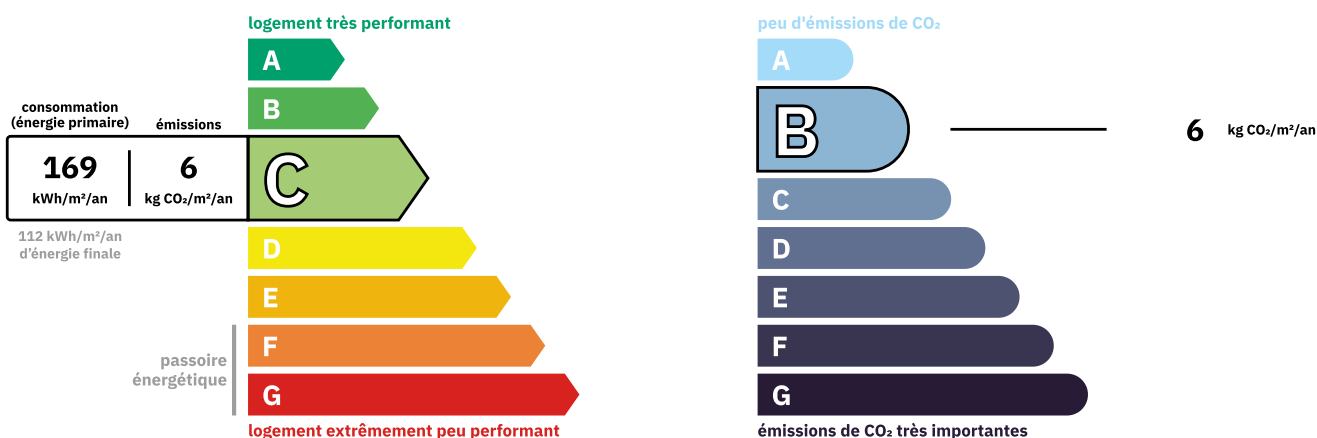 logement très performant
A
B
consommation
(énergie primaire)
émissions
169
kWh/m²/an
6
kg CO₂/m²/an
C
112 kWh/m²/an
d'énergie finale
D
E
passoire
énergétique
F
G
logement extrêmement peu performant
peu d'émissions de CO₂
A
B
6 kg CO₂/m²/an
C
D
E
F
G
émissions de CO₂ très importantes